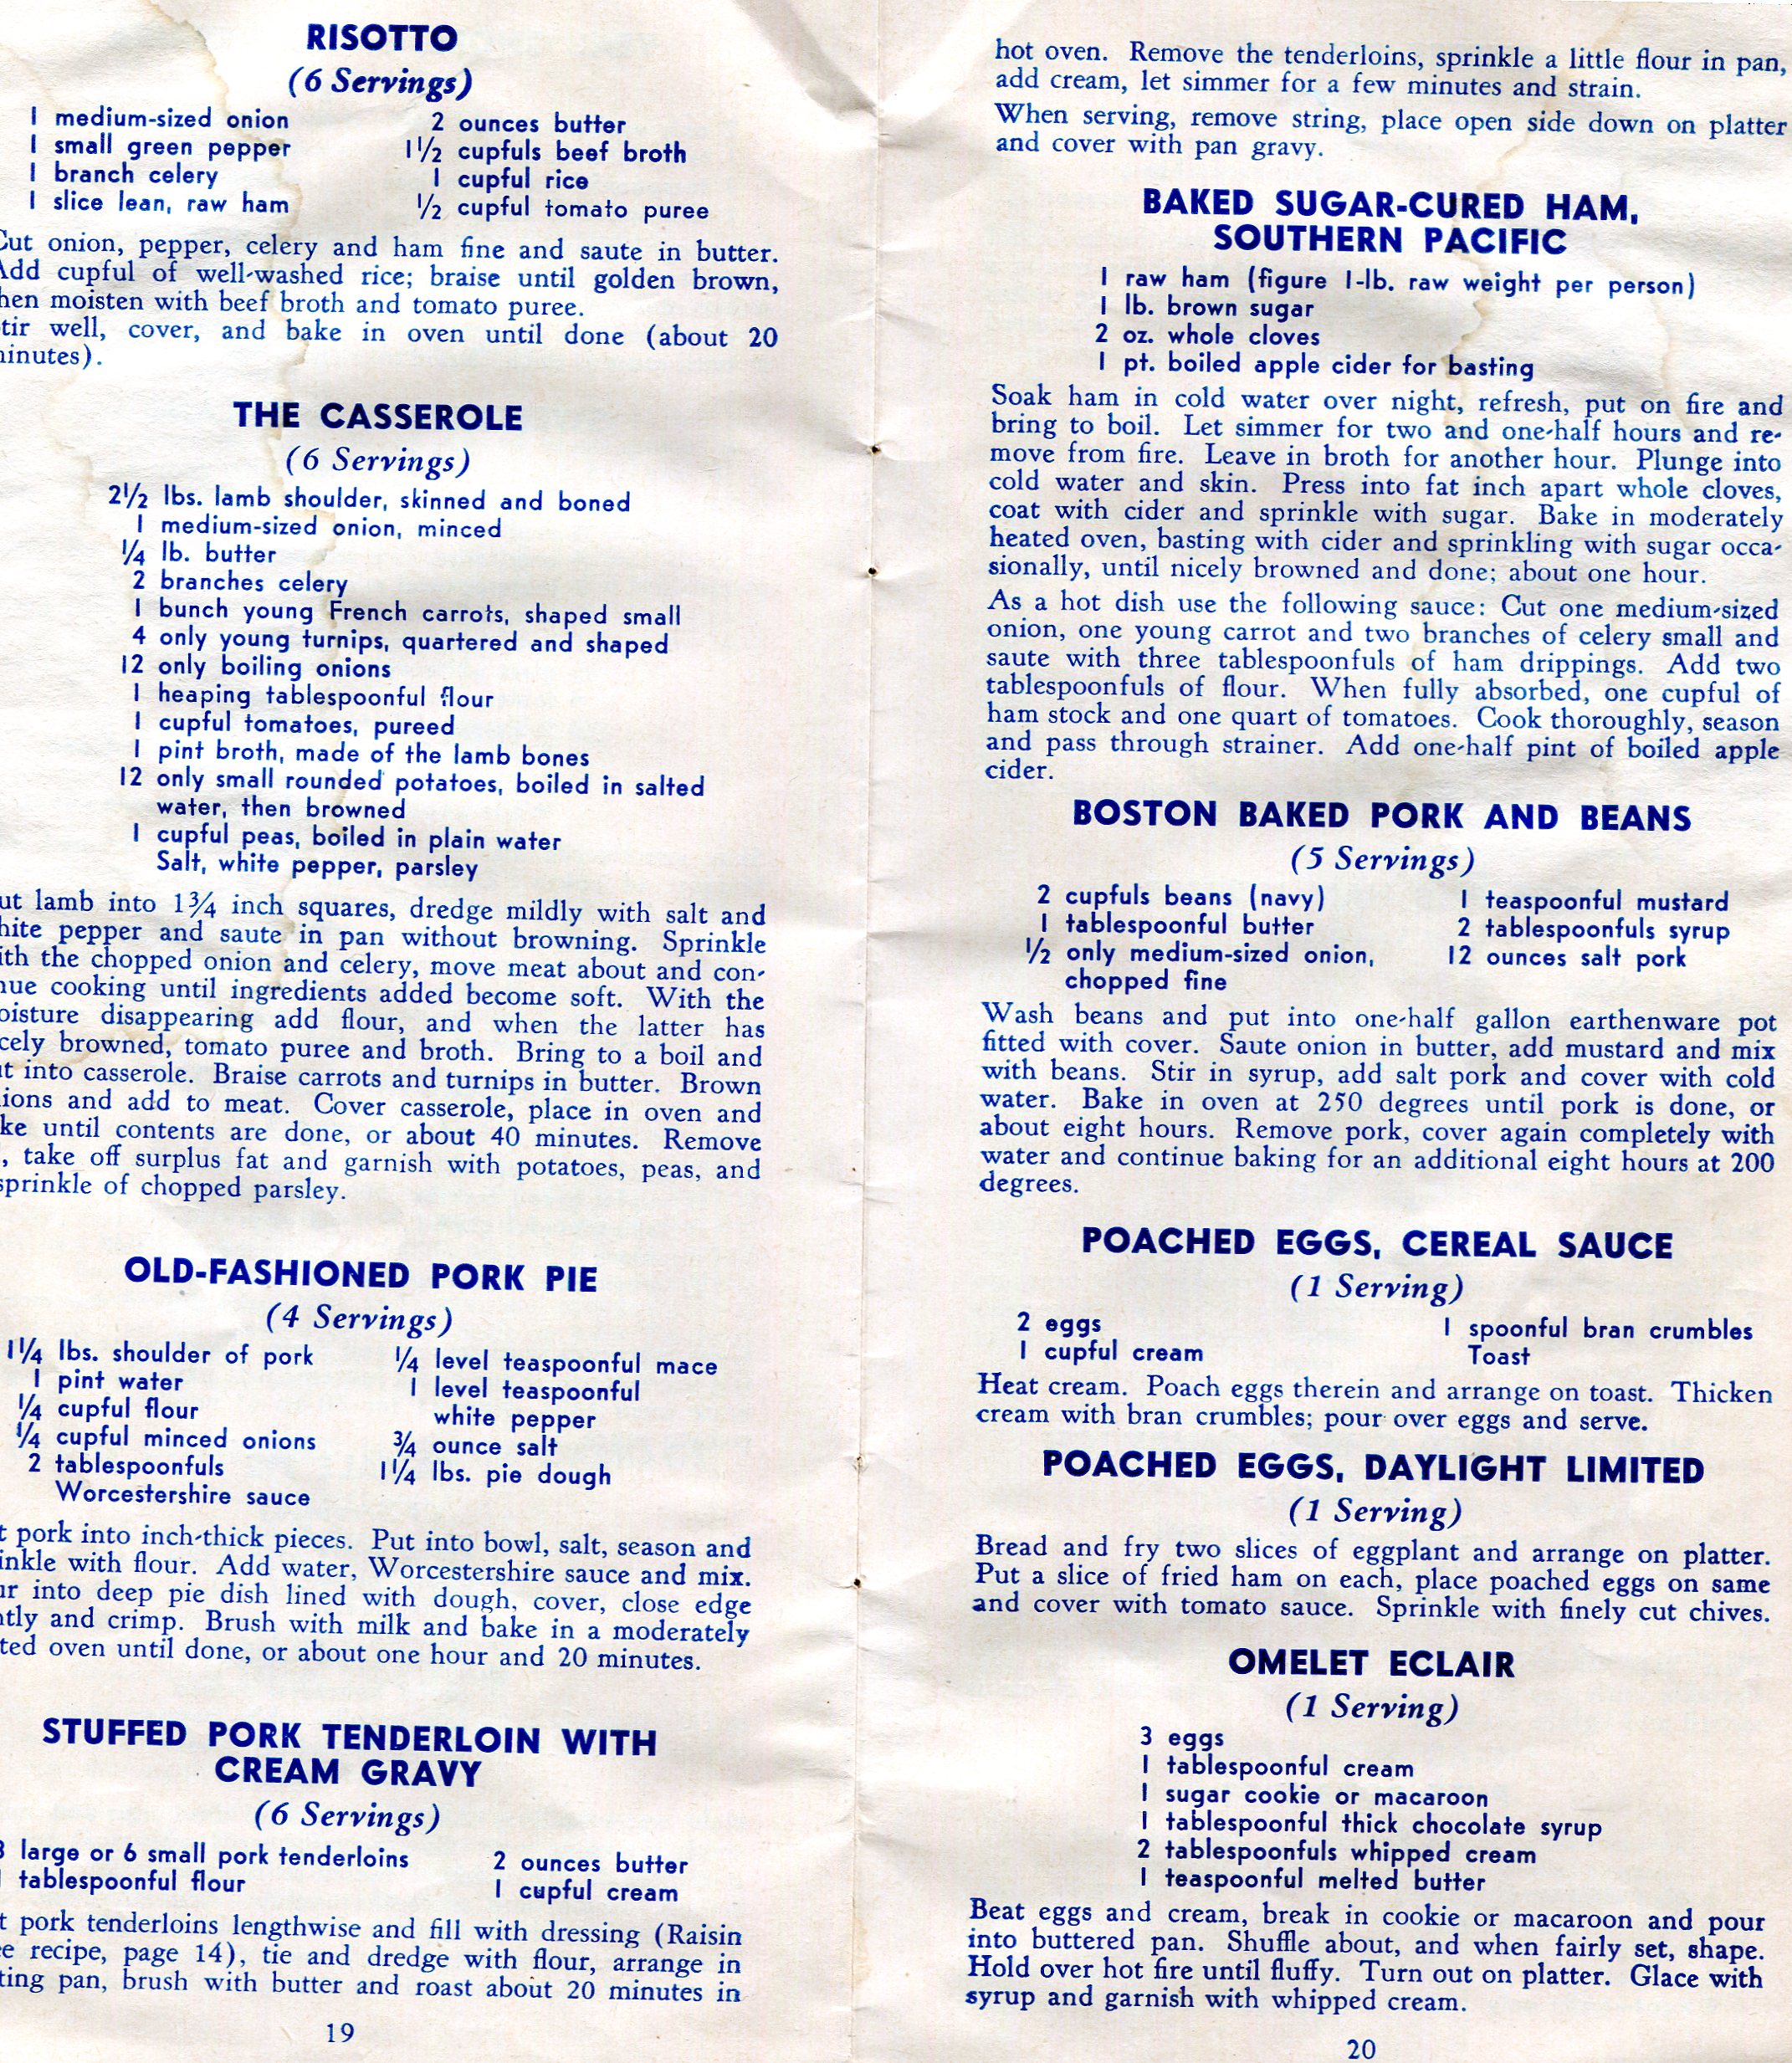 RISOTTO
(6 Servings)
1 medium-sized onion
1 small green pepper
1 branch celery
1 slice lean, raw ham
2 ounces butter
1½ cupfuls beef broth
1 cupful rice
½ cupful tomato puree
Cut onion, pepper, celery and ham fine and saute in butter.
Add cupful of well-washed rice; braise until golden brown,
hen moisten with beef broth and tomato puree.
tir well, cover, and bake in oven until done (about 20
inutes).
THE CASSEROLE
(6 Servings)
2½ lbs. lamb shoulder, skinned and boned
1 medium-sized onion, minced
¼ lb. butter
2 branches celery
1 bunch young French carrots, shaped small
4 only young turnips, quartered and shaped
12 only boiling onions
1 heaping tablespoonful flour
1 cupful tomatoes, pureed
1 pint broth, made of the lamb bones
12 only small rounded potatoes, boiled in salted
water, then browned
1 cupful peas, boiled in plain water
Salt, white pepper, parsley
ut lamb into 1¾ inch squares, dredge mildly with salt and
hite pepper and saute in pan without browning. Sprinkle
ith the chopped onion and celery, move meat about and con-
nue cooking until ingredients added become soft. With the
oisture disappearing add flour, and when the latter has
cely browned, tomato puree and broth. Bring to a boil and
t into casserole. Braise carrots and turnips in butter. Brown
ions and add to meat. Cover casserole, place in oven and
ke until contents are done, or about 40 minutes. Remove
, take off surplus fat and garnish with potatoes, peas, and
sprinkle of chopped parsley.
OLD-FASHIONED PORK PIE
(4 Servings)
1¼ lbs. shoulder of pork
1 pint water
¼ cupful flour
¼ cupful minced onions
2 tablespoonfuls
Worcestershire sauce
¼ level teaspoonful mace
1 level teaspoonful
white pepper
¾ ounce salt
1¼ lbs. pie dough
t pork into inch-thick pieces. Put into bowl, salt, season and
inkle with flour. Add water, Worcestershire sauce and mix.
ur into deep pie dish lined with dough, cover, close edge
ntly and crimp. Brush with milk and bake in a moderately
ted oven until done, or about one hour and 20 minutes.
STUFFED PORK TENDERLOIN WITH
CREAM GRAVY
(6 Servings)
3 large or 6 small pork tenderloins
1 tablespoonful flour
2 ounces butter
1 cupful cream
t pork tenderloins lengthwise and fill with dressing (Raisin
e recipe, page 14), tie and dredge with flour, arrange in
ting pan, brush with butter and roast about 20 minutes in
19
hot oven. Remove the tenderloins, sprinkle a little flour in pan,
add cream, let simmer for a few minutes and strain.
When serving, remove string, place open side down on platter
and cover with pan gravy.
BAKED SUGAR-CURED HAM,
SOUTHERN PACIFIC
1 raw ham (figure 1-lb. raw weight per person)
1 lb. brown sugar
2 oz. whole cloves
1 pt. boiled apple cider for basting
Soak ham in cold water over night, refresh, put on fire and
bring to boil. Let simmer for two and one-half hours and re-
move from fire. Leave in broth for another hour. Plunge into
cold water and skin. Press into fat inch apart whole cloves,
coat with cider and sprinkle with sugar. Bake in moderately
heated oven, basting with cider and sprinkling with sugar occa-
sionally, until nicely browned and done; about one hour.
As a hot dish use the following sauce: Cut one medium-sized
onion, one young carrot and two branches of celery small and
saute with three tablespoonfuls of ham drippings. Add two
tablespoonfuls of flour. When fully absorbed, one cupful of
ham stock and one quart of tomatoes. Cook thoroughly, season
and pass through strainer. Add one-half pint of boiled apple
cider.
BOSTON BAKED PORK AND BEANS
(5 Servings)
2 cupfuls beans (navy)
1 tablespoonful butter
½ only medium-sized onion,
chopped fine
1 teaspoonful mustard
2 tablespoonfuls syrup
12 ounces salt pork
Wash beans and put into one-half gallon earthenware pot
fitted with cover. Saute onion in butter, add mustard and mix
with beans. Stir in syrup, add salt pork and cover with cold
water. Bake in oven at 250 degrees until pork is done, or
about eight hours. Remove pork, cover again completely with
water and continue baking for an additional eight hours at 200
degrees.
POACHED EGGS, CEREAL SAUCE
(1 Serving)
2 eggs
1 cupful cream
1 spoonful bran crumbles
Toast
Heat cream. Poach eggs therein and arrange on toast. Thicken
cream with bran crumbles; pour over eggs and serve.
POACHED EGGS, DAYLIGHT LIMITED
(1 Serving)
Bread and fry two slices of eggplant and arrange on platter.
Put a slice of fried ham on each, place poached eggs on same
and cover with tomato sauce. Sprinkle with finely cut chives.
OMELET ECLAIR
(1 Serving)
3 eggs
1 tablespoonful cream
1 sugar cookie or macaroon
1 tablespoonful thick chocolate syrup
2 tablespoonfuls whipped cream
1 teaspoonful melted butter
Beat eggs and cream, break in cookie or macaroon and pour
into buttered pan. Shuffle about, and when fairly set, shape.
Hold over hot fire until fluffy. Turn out on platter. Glace with
syrup and garnish with whipped cream.
20